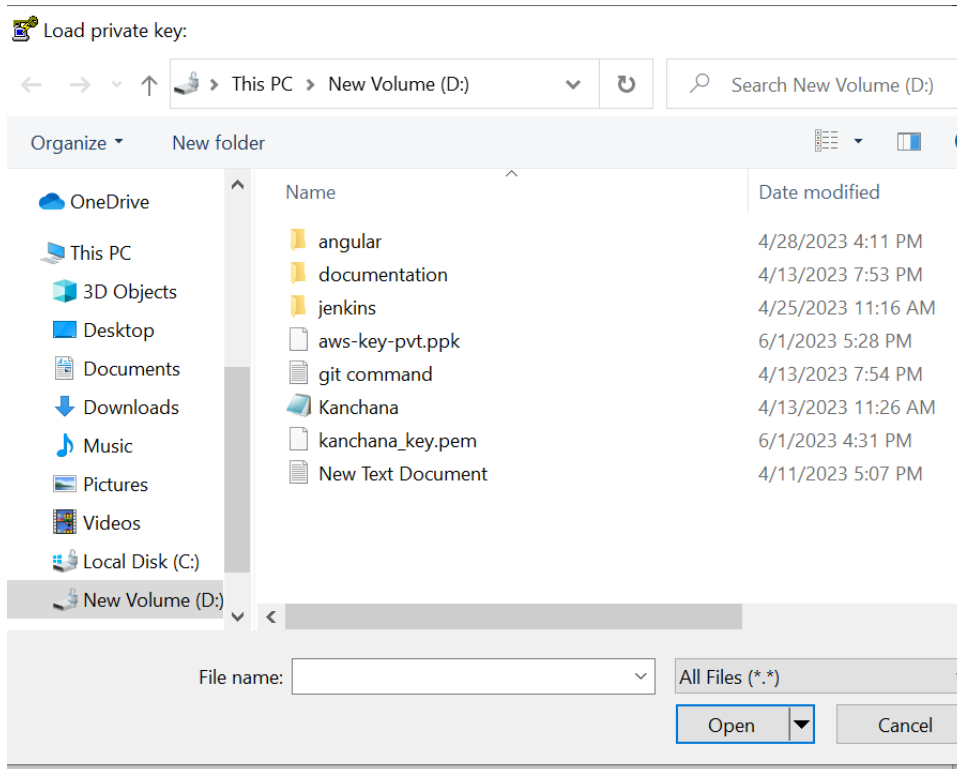 Load private key:
This PC > New Volume (D:)
Search New Volume (D:)
Organize
New folder
Name
Date modified
OneDrive
This PC
3D Objects
Desktop
Documents
Downloads
Music
Pictures
Videos
Local Disk (C:)
New Volume (D:)
angular 4/28/2023 4:11 PM
documentation 4/13/2023 7:53 PM
jenkins 4/25/2023 11:16 AM
aws-key-pvt.ppk 6/1/2023 5:28 PM
git command 4/13/2023 7:54 PM
Kanchana 4/13/2023 11:26 AM
kanchana_key.pem 6/1/2023 4:31 PM
New Text Document 4/11/2023 5:07 PM
File name:
All Files (*.*)
Open
Cancel